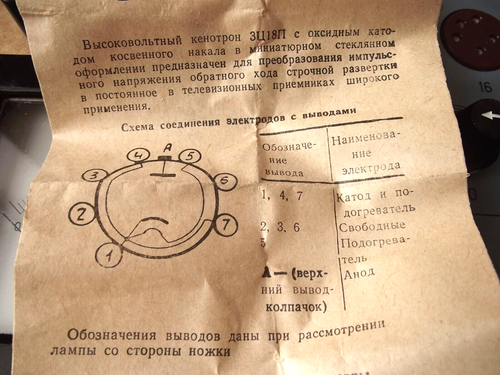 Высоковольтный кенотрон 3Ц18П с оксидным като-
дом косвенного накала в миниатюрном стеклянном
оформлении предназначен для преобразования импульс-
ного напряжения обратного хода строчной развертки
в постоянное в телевизионных приемниках широкого
применения.
Схема соединения электродов с выводами
Обозначе-
ние
вывода
Наименова-
ние
электрода
1, 4, 7
Катод и по-
догреватель
2, 3, 6
Свободные
5
Подогрева-
тель
А — (верх-
ний вывод-
колпачок)
Анод
4 А 5
3 6
2 7
1
Обозначения выводов даны при рассмотрении
лампы со стороны ножки
16